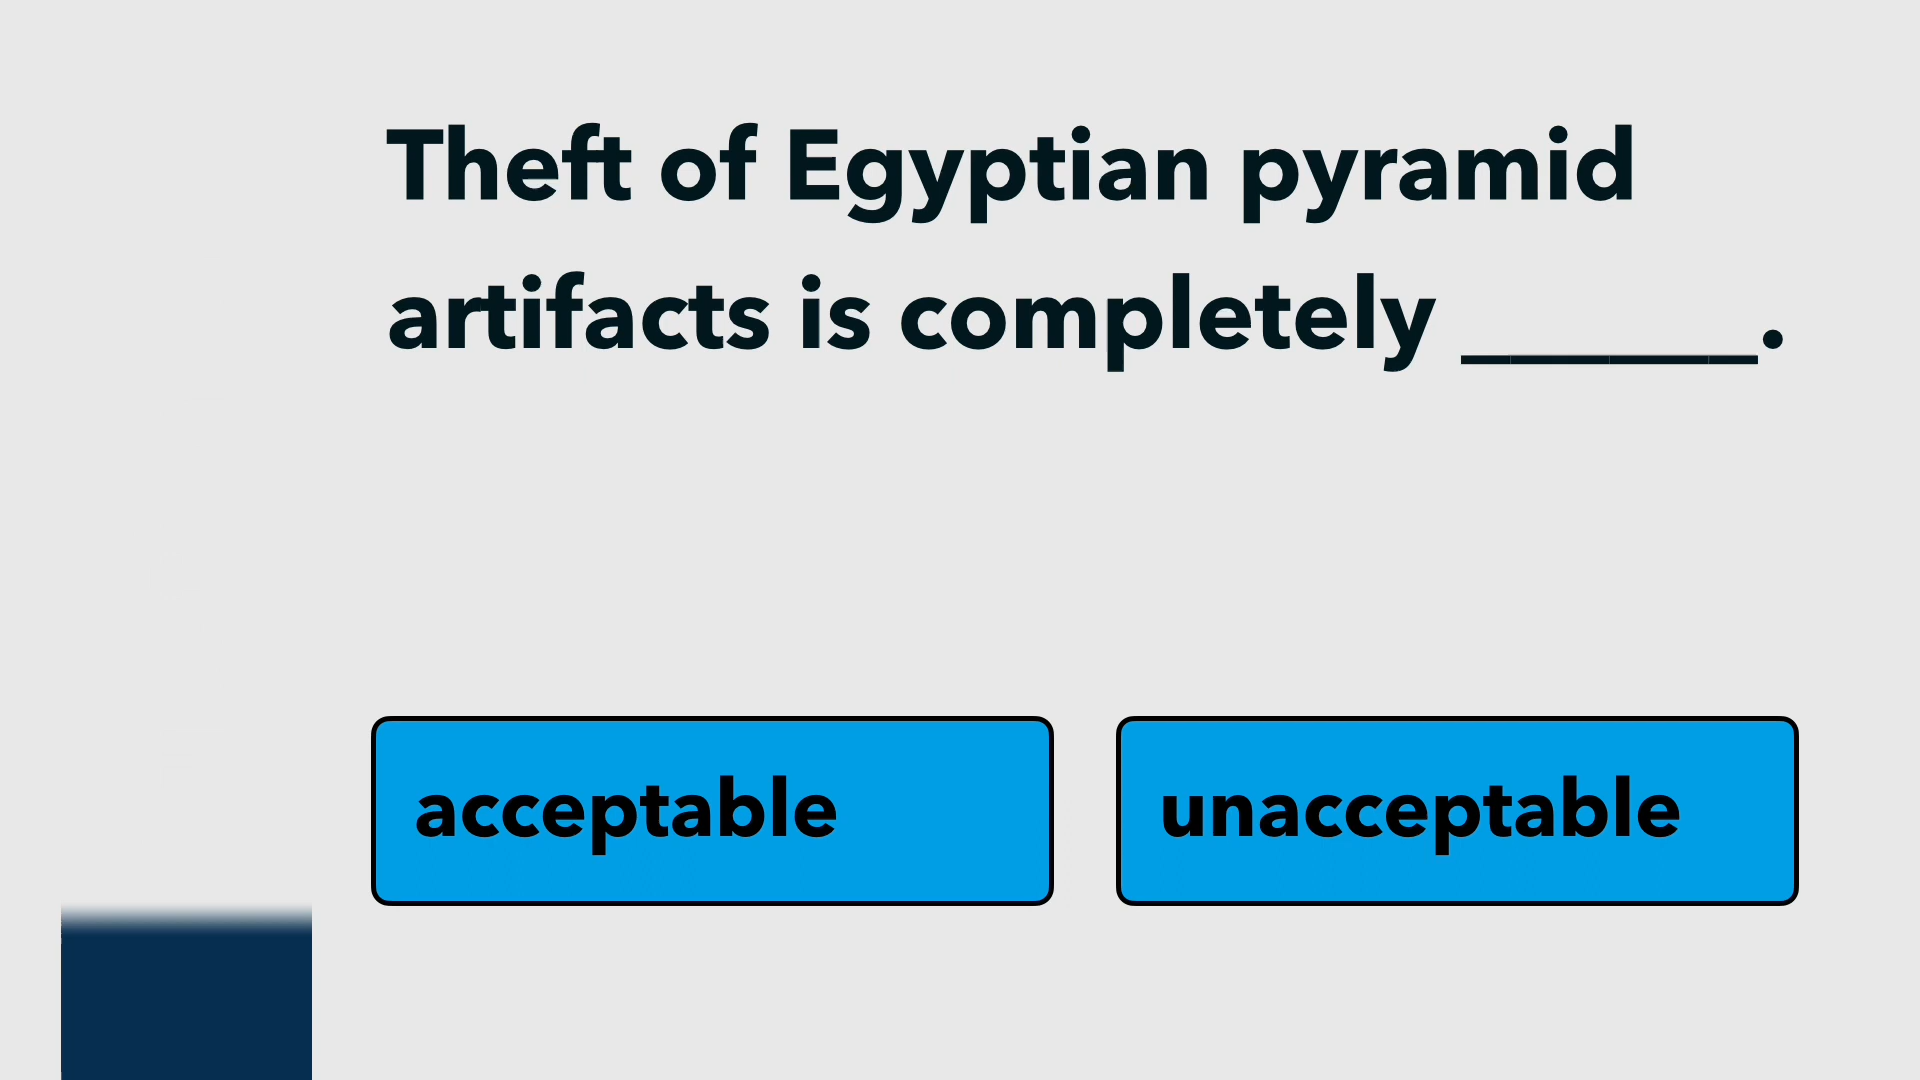 Theft of Egyptian pyramid
artifacts is completely ______.
acceptable
unacceptable